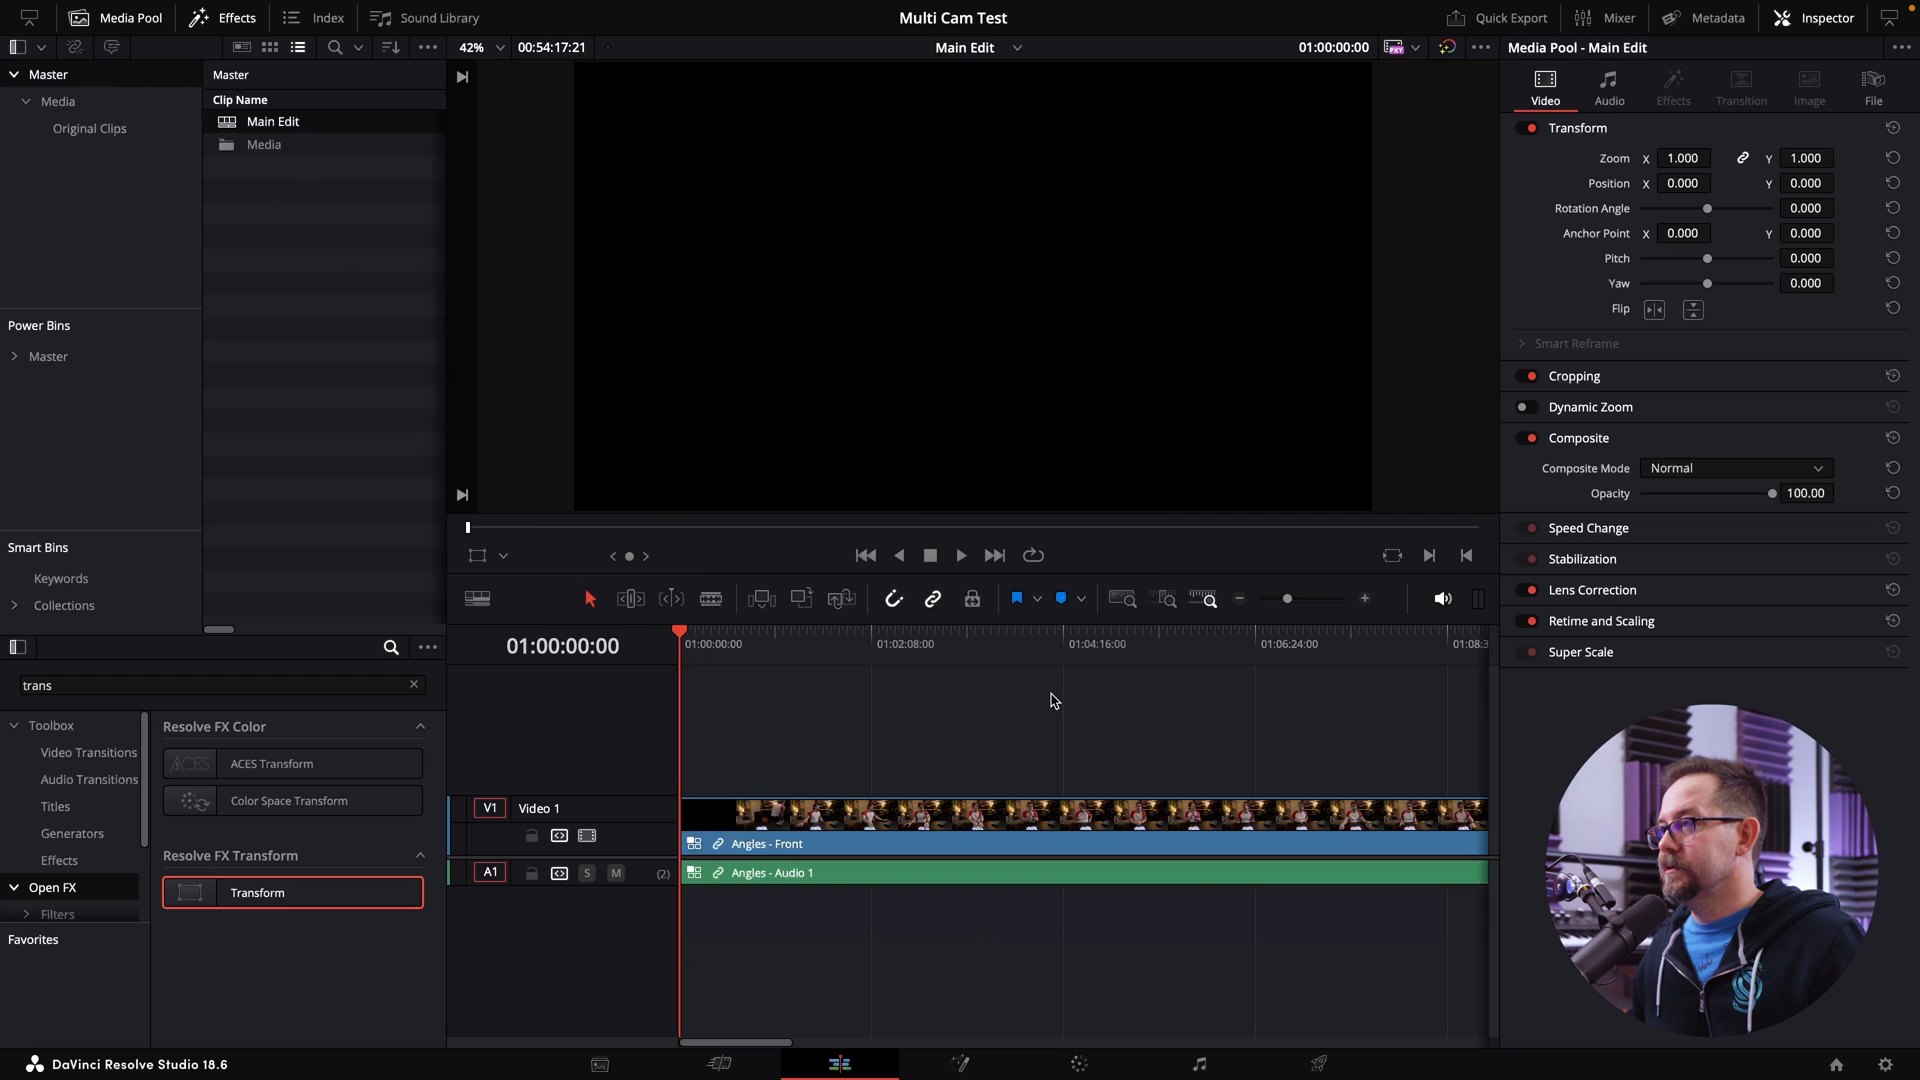 Media Pool
Effects
Index
Sound Library
Multi Cam Test
Quick Export
Mixer
Metadata
Inspector
42%
00:54:17:21
Main Edit
01:00:00:00
Media Pool - Main Edit
Master
Media
Original Clips
Master
Clip Name
Main Edit
Media
Power Bins
Master
Smart Bins
Keywords
Collections
Video
Audio
Effects
Transition
Image
File
Transform
Zoom X 1.000 Y 1.000
Position X 0.000 Y 0.000
Rotation Angle 0.000
Anchor Point X 0.000 Y 0.000
Pitch 0.000
Yaw 0.000
Flip
Smart Reframe
Cropping
Dynamic Zoom
Composite
Composite Mode Normal
Opacity 100.00
Speed Change
Stabilization
Lens Correction
Retime and Scaling
Super Scale
trans
Toolbox
Video Transitions
Audio Transitions
Titles
Generators
Effects
Open FX
Filters
Favorites
Resolve FX Color
ACES
ACES Transform
Color Space Transform
Resolve FX Transform
Transform
01:00:00:00
01:00:00:00
01:02:08:00
01:04:16:00
01:06:24:00
V1 Video 1
Angles - Front
A1 S M (2)
Angles - Audio 1
DaVinci Resolve Studio 18.6